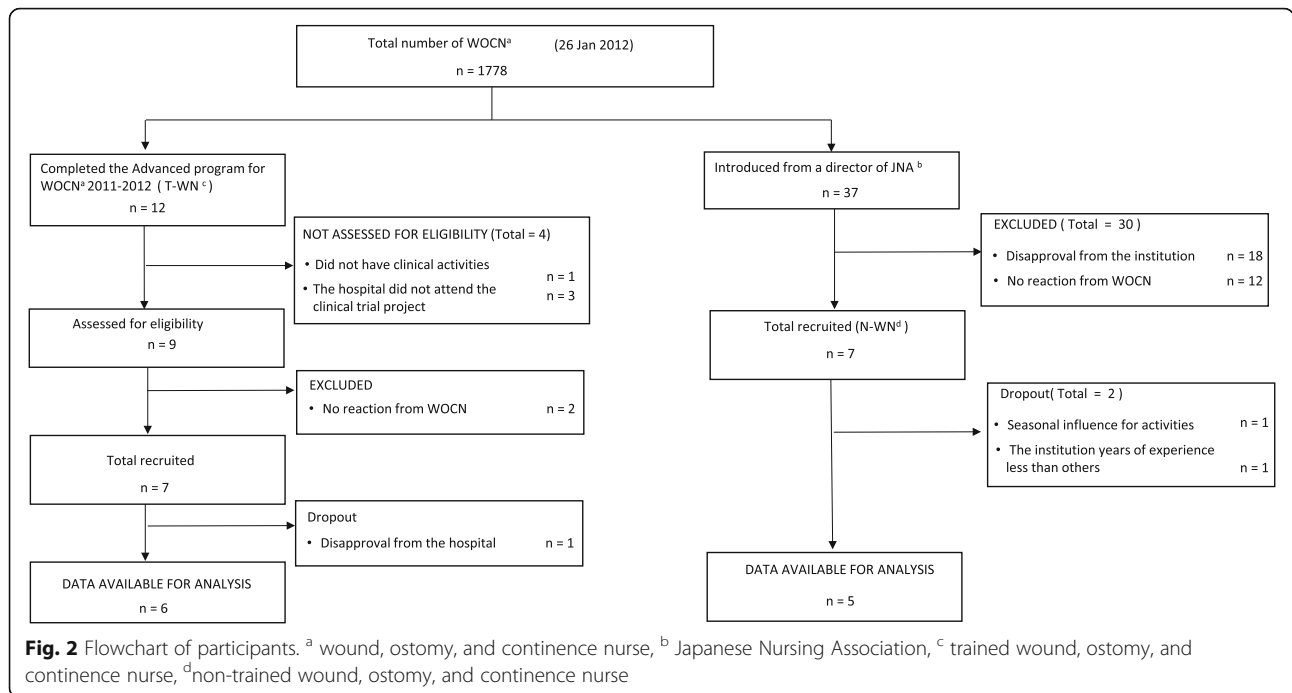 Total number of WOCNa (26 Jan 2012)
n = 1778
Completed the Advanced program for
WOCNa 2011-2012 ( T-WN c )
n = 12
NOT ASSESSED FOR ELIGIBILITY (Total = 4)
• Did not have clinical activities n = 1
• The hospital did not attend the n = 3
clinical trial project
Assessed for eligibility
n = 9
EXCLUDED
• No reaction from WOCN n = 2
Total recruited
n = 7
Dropout
• Disapproval from the hospital n = 1
DATA AVAILABLE FOR ANALYSIS
n = 6
Introduced from a director of JNA b
n = 37
EXCLUDED ( Total = 30 )
• Disapproval from the institution n = 18
• No reaction from WOCN n = 12
Total recruited (N-WNd )
n = 7
Dropout( Total = 2 )
• Seasonal influence for activities n = 1
• The institution years of experience
less than others n = 1
DATA AVAILABLE FOR ANALYSIS
n = 5
Fig. 2 Flowchart of participants. a wound, ostomy, and continence nurse, b Japanese Nursing Association, c trained wound, ostomy, and
continence nurse, dnon-trained wound, ostomy, and continence nurse